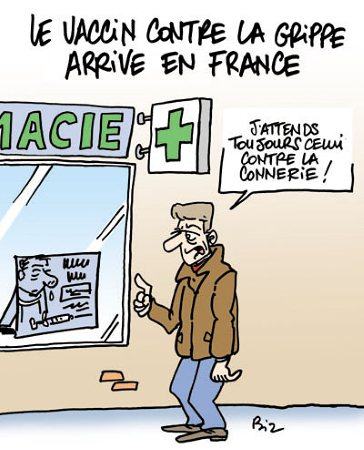 LE VACCIN CONTRE LA GRIPPE
ARRIVE EN FRANCE
MACIE
J'ATTENDS
TOUJOURS CELUI
CONTRE LA
CONNERIE !
Biz